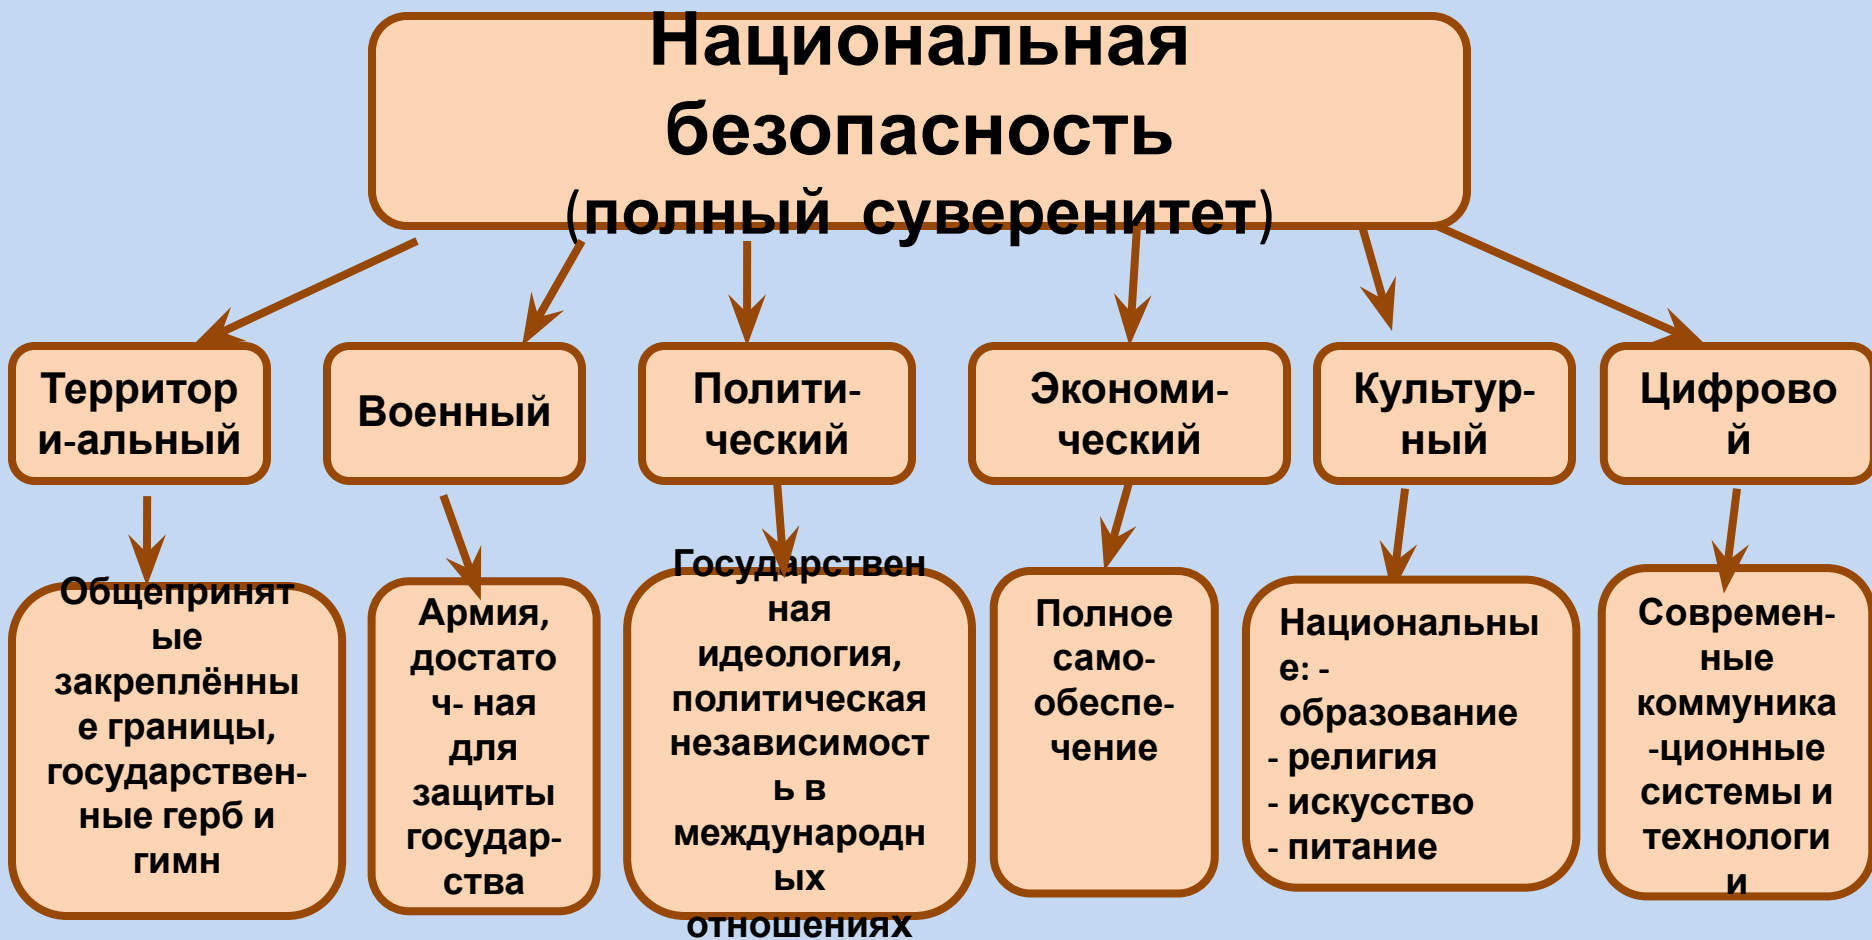 Национальная
безопасность
(полный суверенитет)
Территор
и-альный
Военный
Полити-
ческий
Экономи-
ческий
Культур-
ный
Цифрово
й
Общепринят
ые
закреплённы
е границы,
государствен-
ные герб и
гимн
Армия,
достато
ч- ная
для
защиты
государ-
ства
Государствен
ная
идеология,
политическая
независимост
ь в
международн
ых
отношениях
Полное
само-
обеспе-
чение
Национальны
е: -
образование
- религия
- искусство
- питание
Современ-
ные
коммуника
-ционные
системы и
технологи
и